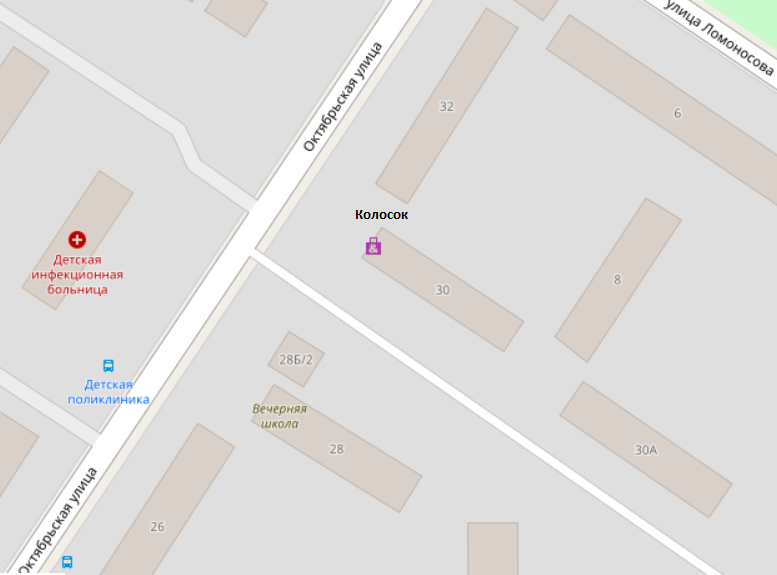 улица Ломоносова
Октябрьская улица
32
6
Колосок
Детская
инфекционная
больница
8
30
28Б/2
Детская
поликлиника
Вечерняя
школа
28
30А
Октябрьская улица
26